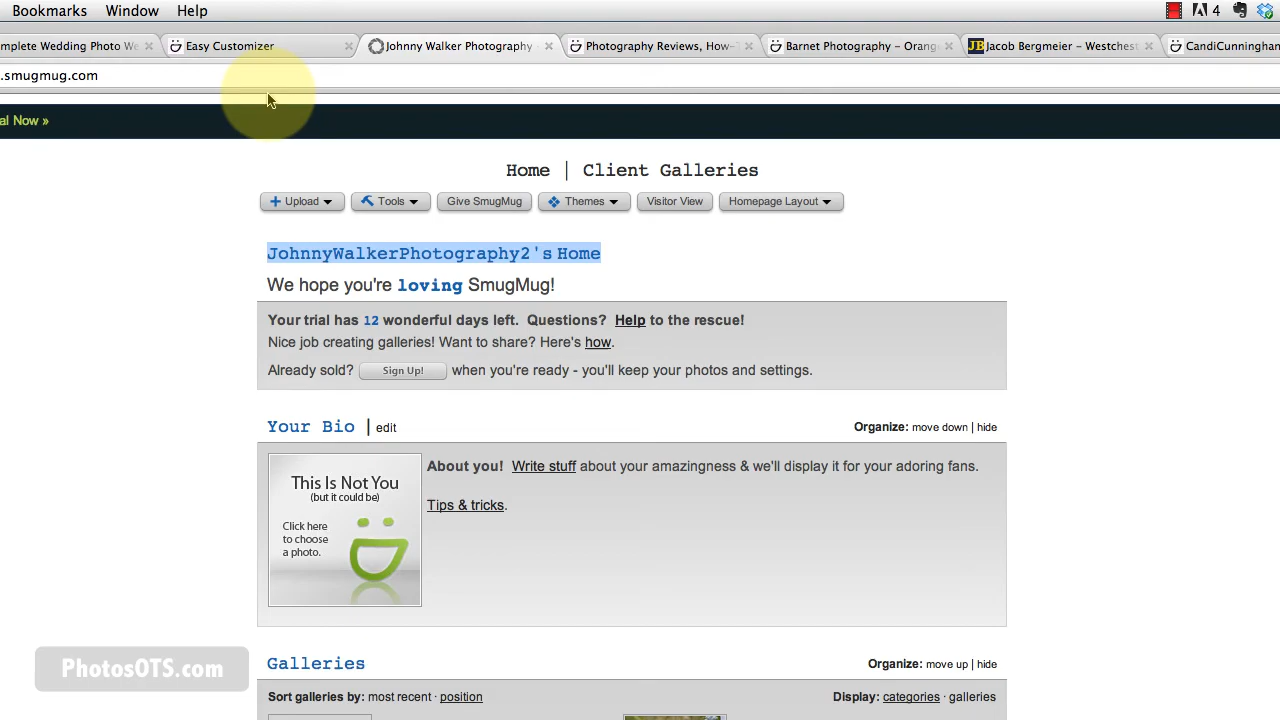 Bookmarks Window Help 4
mplete Wedding Photo We Easy Customizer Johnny Walker Photography Photography Reviews, How- Barnet Photography - Orang JB Jacob Bergmeier - Westchest CandiCunninghan
.smugmug.com
al Now »
Home | Client Galleries
Upload Tools Give SmugMug Themes Visitor View Homepage Layout
JohnnyWalkerPhotography2's Home
We hope you're loving SmugMug!
Your trial has 12 wonderful days left. Questions? Help to the rescue!
Nice job creating galleries! Want to share? Here's how.
Already sold? Sign Up! when you're ready - you'll keep your photos and settings.
Your Bio | edit Organize: move down | hide
This Is Not You
(but it could be)
Click here
to choose
a photo.
About you! Write stuff about your amazingness & we'll display it for your adoring fans.
Tips & tricks.
PhotosOTS.com
Galleries Organize: move up | hide
Sort galleries by: most recent · position Display: categories · galleries